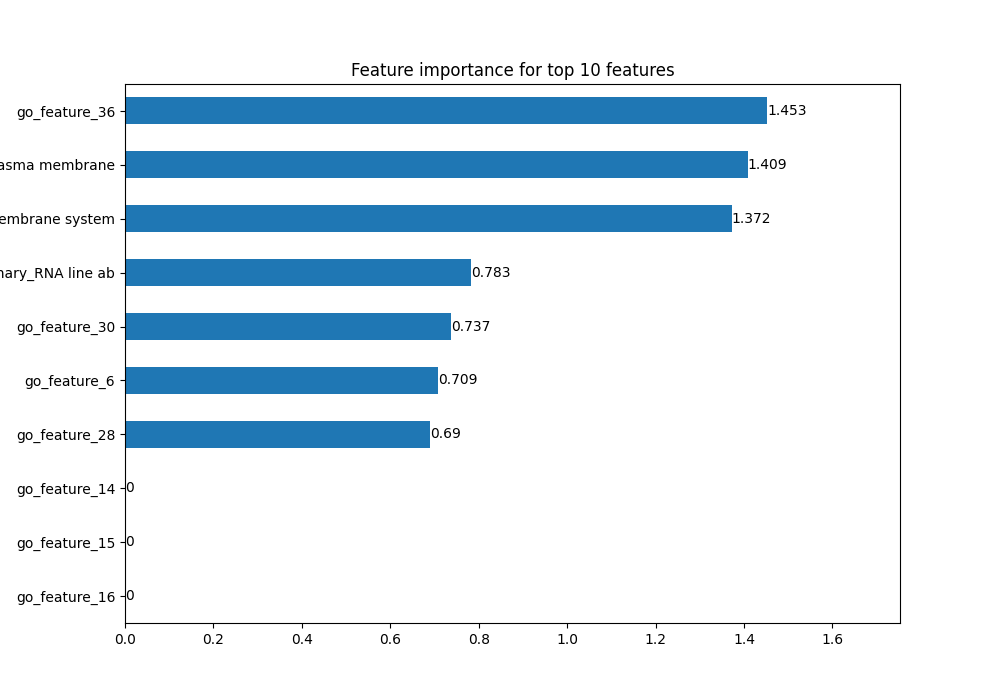 Feature importance for top 10 features
go_feature_36
1.453
asma membrane
1.409
embrane system
1.372
nary_RNA line ab
0.783
go_feature_30
0.737
go_feature_6
0.709
go_feature_28
0.69
go_feature_14
0
go_feature_15
0
go_feature_16
0
0.0 0.2 0.4 0.6 0.8 1.0 1.2 1.4 1.6